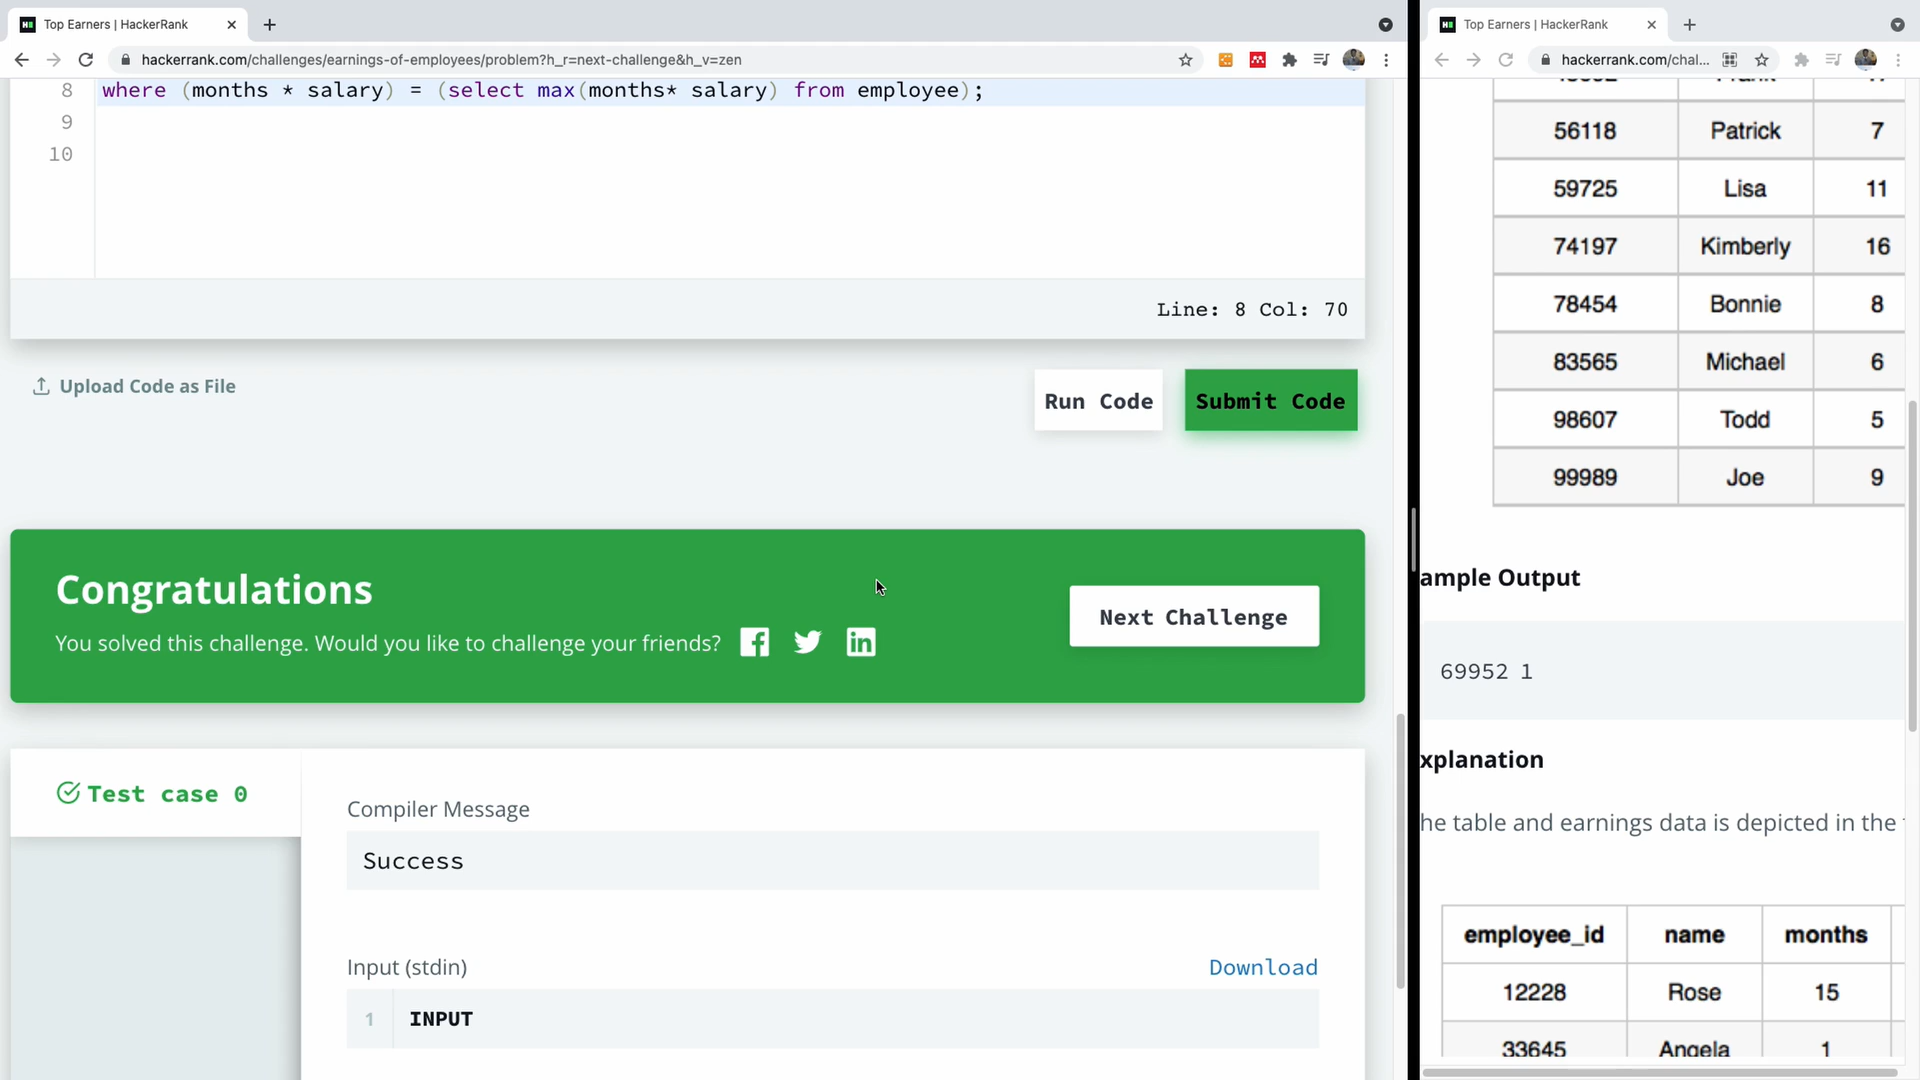 Top Earners | HackerRank
hackerrank.com/challenges/earnings-of-employees/problem?h_r=next-challenge&h_v=zen
8 where (months * salary) = (select max(months* salary) from employee);
9
10
Line: 8 Col: 70
Upload Code as File
Run Code
Submit Code
Congratulations
You solved this challenge. Would you like to challenge your friends?
Next Challenge
Test case 0
Compiler Message
Success
Input (stdin)
Download
1 INPUT
Top Earners | HackerRank
hackerrank.com/chal...
56118 Patrick 7
59725 Lisa 11
74197 Kimberly 16
78454 Bonnie 8
83565 Michael 6
98607 Todd 5
99989 Joe 9
ample Output
69952 1
xplanation
he table and earnings data is depicted in the
employee_id name months
12228 Rose 15
33645 Angela 1